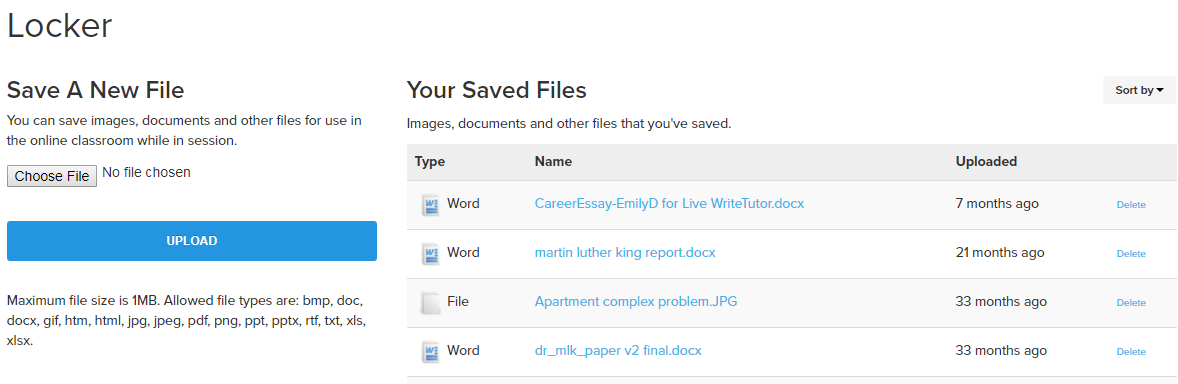 Locker
Save A New File
You can save images, documents and other files for use in
the online classroom while in session.
Choose File No file chosen
UPLOAD
Maximum file size is 1MB. Allowed file types are: bmp, doc,
docx, gif, htm, html, jpg, jpeg, pdf, png, ppt, pptx, rtf, txt, xls,
xlsx.
Your Saved Files
Sort by
Images, documents and other files that you've saved.
Type Name Uploaded
Word CareerEssay-EmilyD for Live WriteTutor.docx 7 months ago Delete
Word martin luther king report.docx 21 months ago Delete
File Apartment complex problem.JPG 33 months ago Delete
Word dr_mlk_paper v2 final.docx 33 months ago Delete